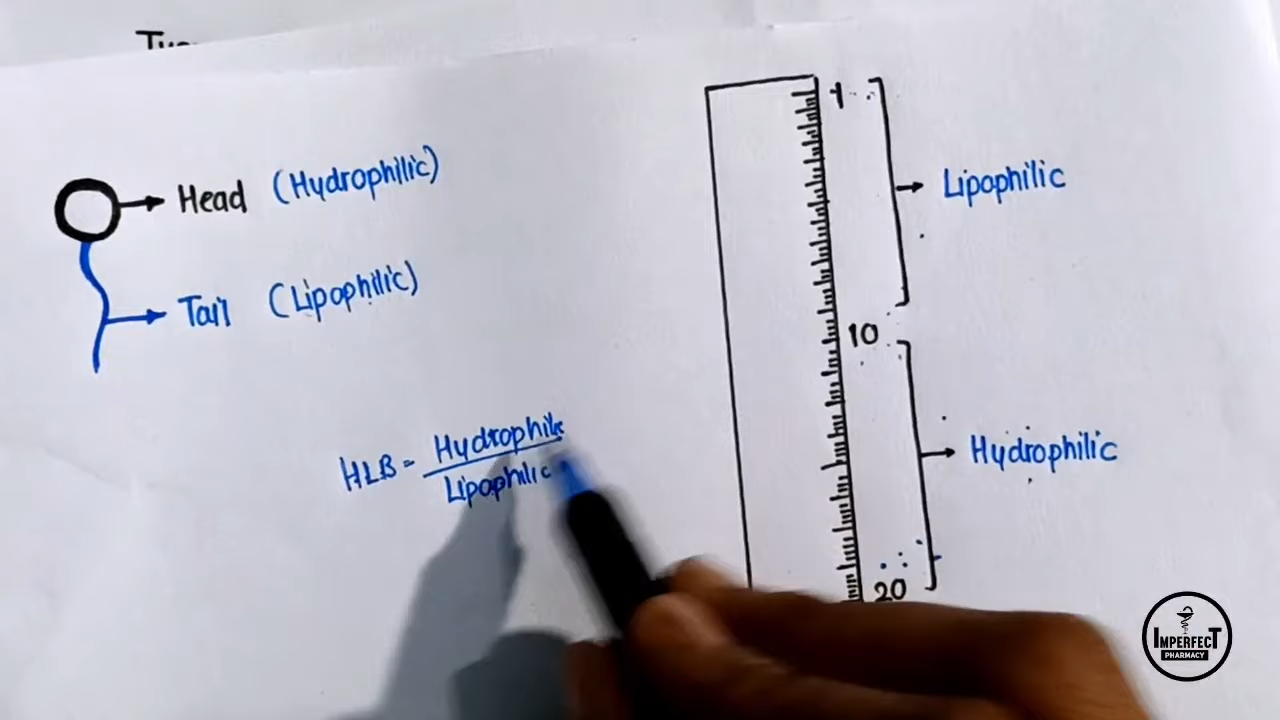 Head (Hydrophilic)
Tail (Lipophilic)
HLB = Hydrophilic
Lipophilic
1
Lipophilic
10
Hydrophilic
20
IMPERFECT
PHARMACY